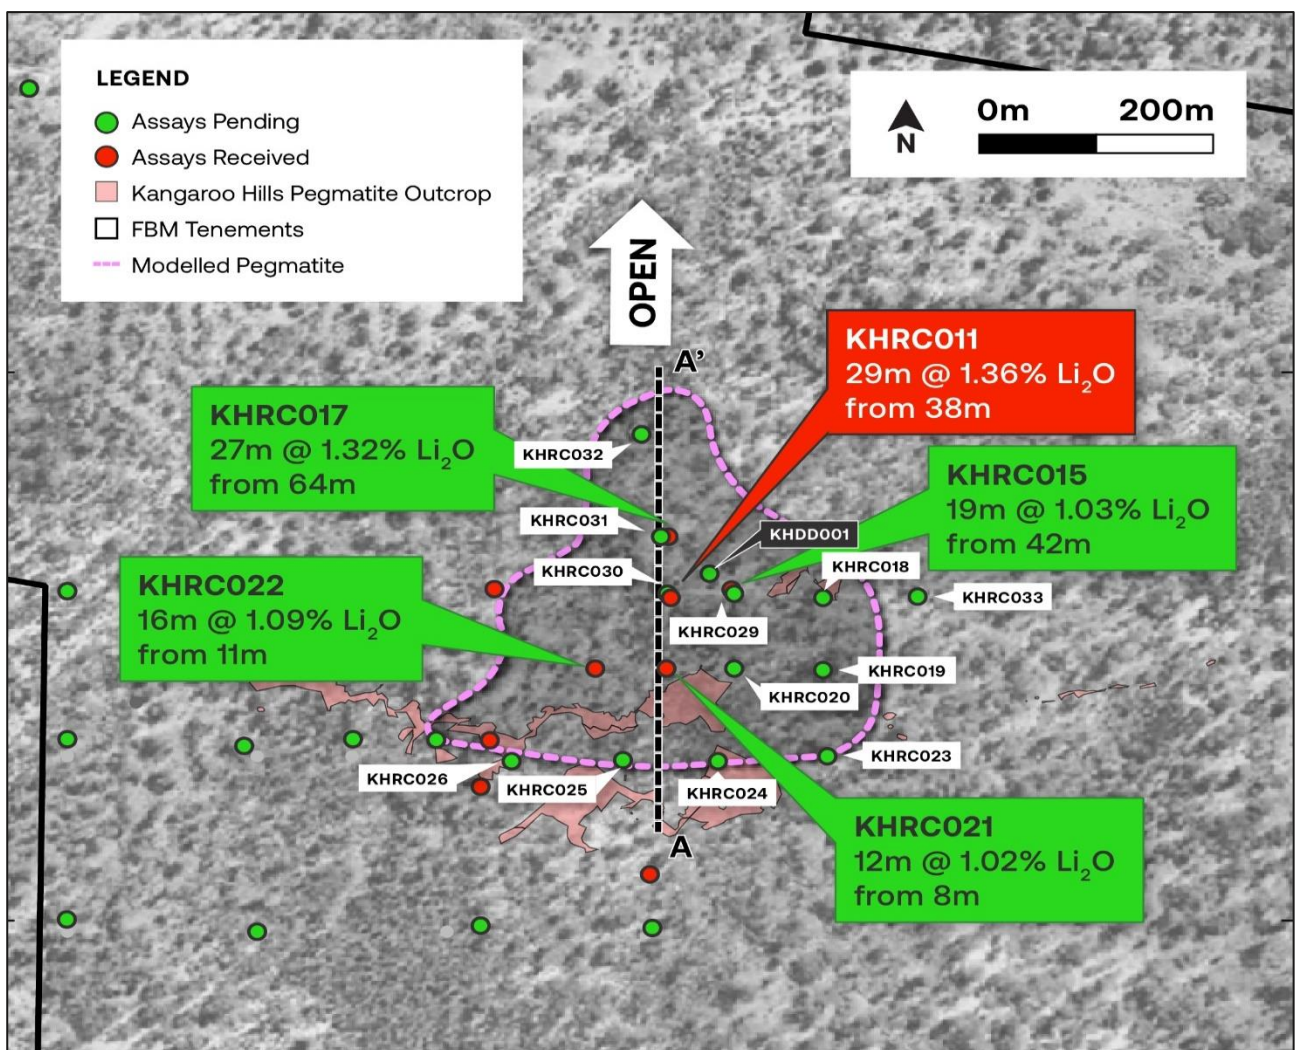 LEGEND
Assays Pending
Assays Received
Kangaroo Hills Pegmatite Outcrop
FBM Tenements
Modelled Pegmatite
0m 200m
N
OPEN
A'
KHRC011
29m @ 1.36% Li₂O
from 38m
KHRC017
27m @ 1.32% Li₂O
from 64m
KHRC032
KHRC015
19m @ 1.03% Li₂O
from 42m
KHRC031
KHDD001
KHRC030
KHRC018
KHRC033
KHRC022
16m @ 1.09% Li₂O
from 11m
KHRC029
KHRC019
KHRC020
KHRC023
KHRC026
KHRC025
KHRC024
A
KHRC021
12m @ 1.02% Li₂O
from 8m